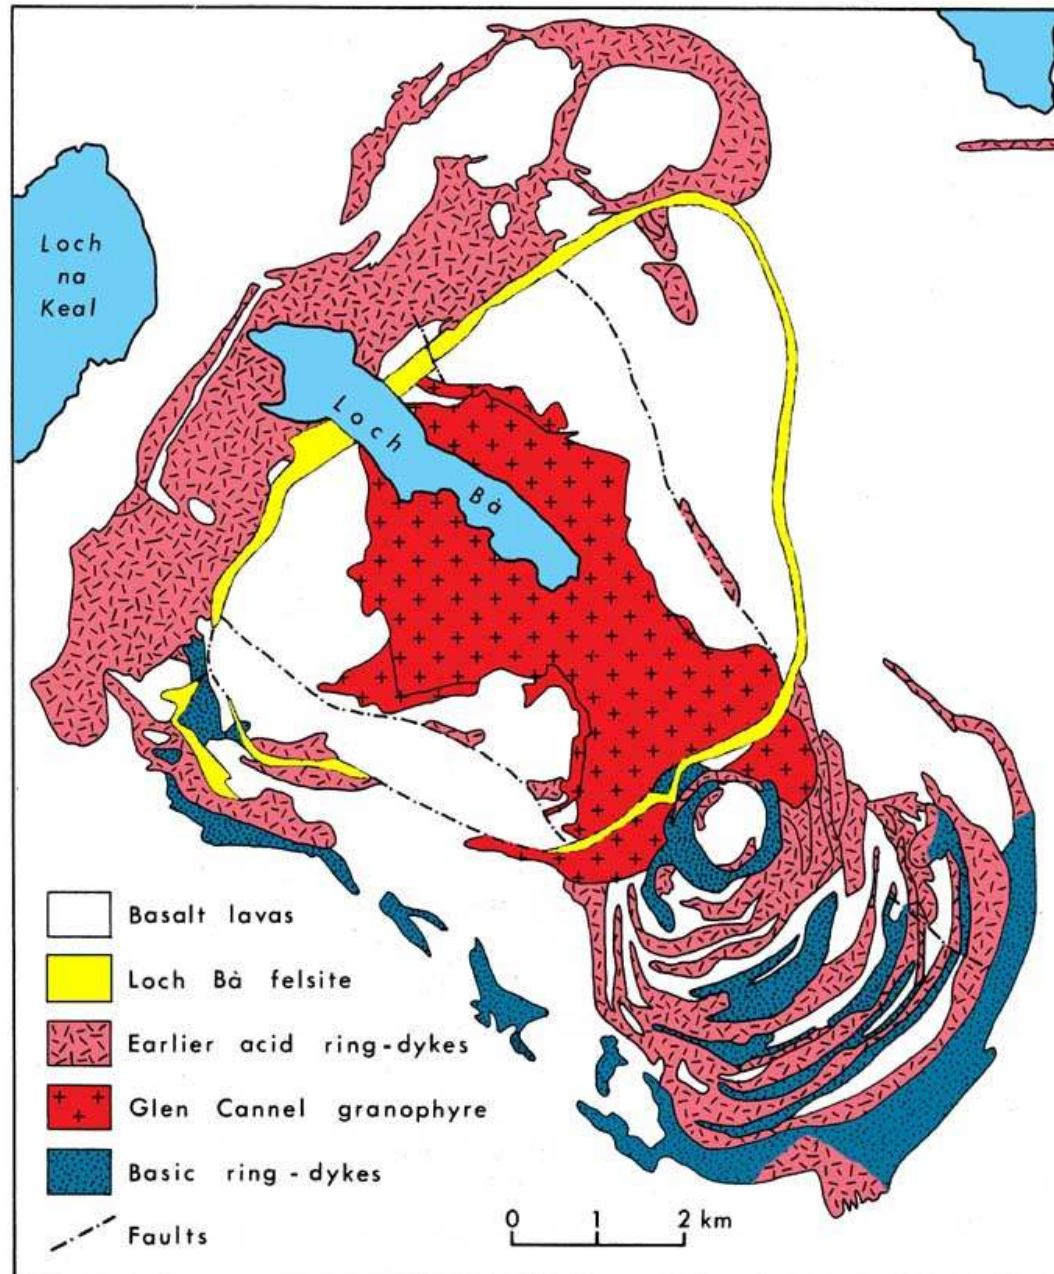 Loch
na
Keal
Loch Bà
Basalt lavas
Loch Bà felsite
Earlier acid ring-dykes
Glen Cannel granophyre
Basic ring - dykes
Faults
0 1 2 km